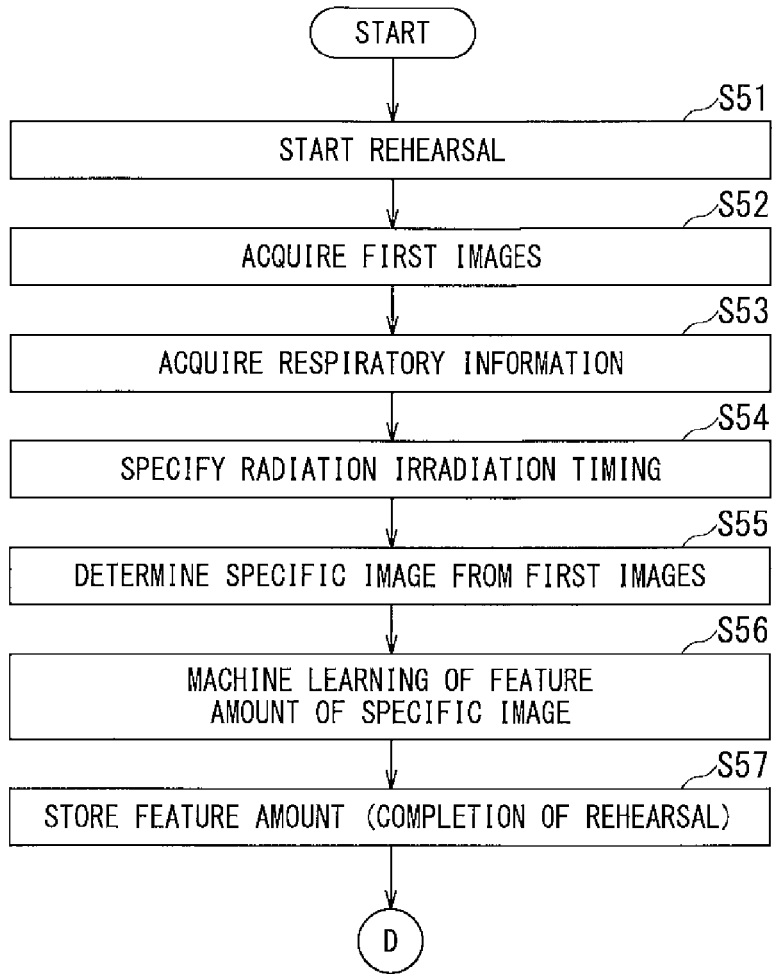 START
S51
START REHEARSAL
S52
ACQUIRE FIRST IMAGES
S53
ACQUIRE RESPIRATORY INFORMATION
S54
SPECIFY RADIATION IRRADIATION TIMING
S55
DETERMINE SPECIFIC IMAGE FROM FIRST IMAGES
S56
MACHINE LEARNING OF FEATURE
AMOUNT OF SPECIFIC IMAGE
S57
STORE FEATURE AMOUNT (COMPLETION OF REHEARSAL)
D